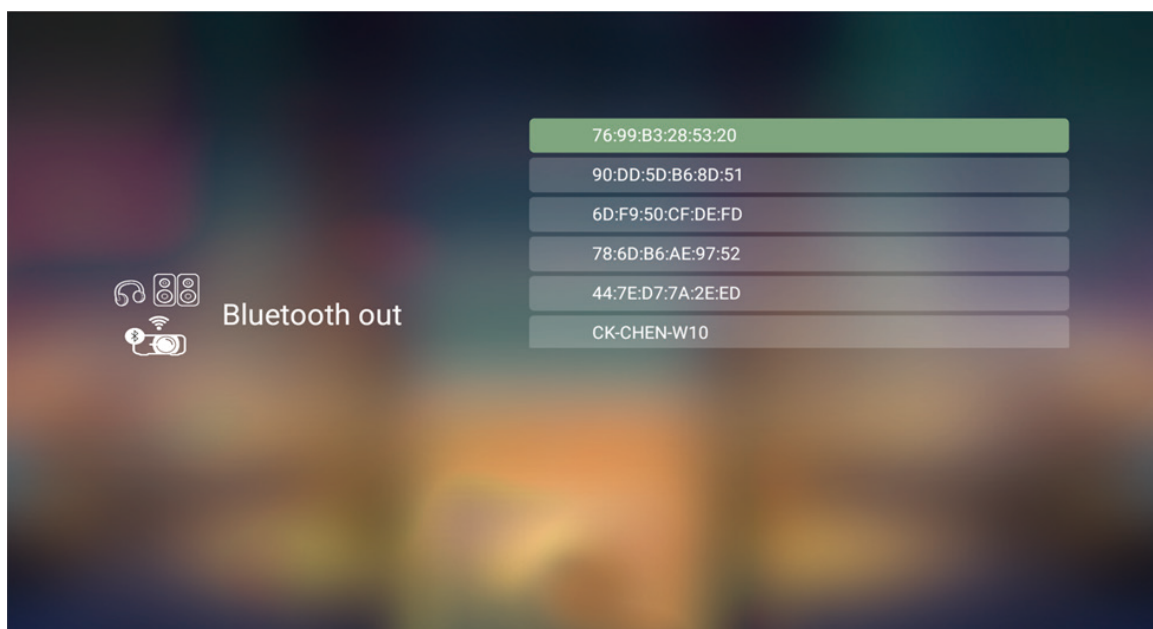 Bluetooth out
76:99:B3:28:53:20
90:DD:5D:B6:8D:51
6D:F9:50:CF:DE:FD
78:6D:B6:AE:97:52
44:7E:D7:7A:2E:ED
CK-CHEN-W10